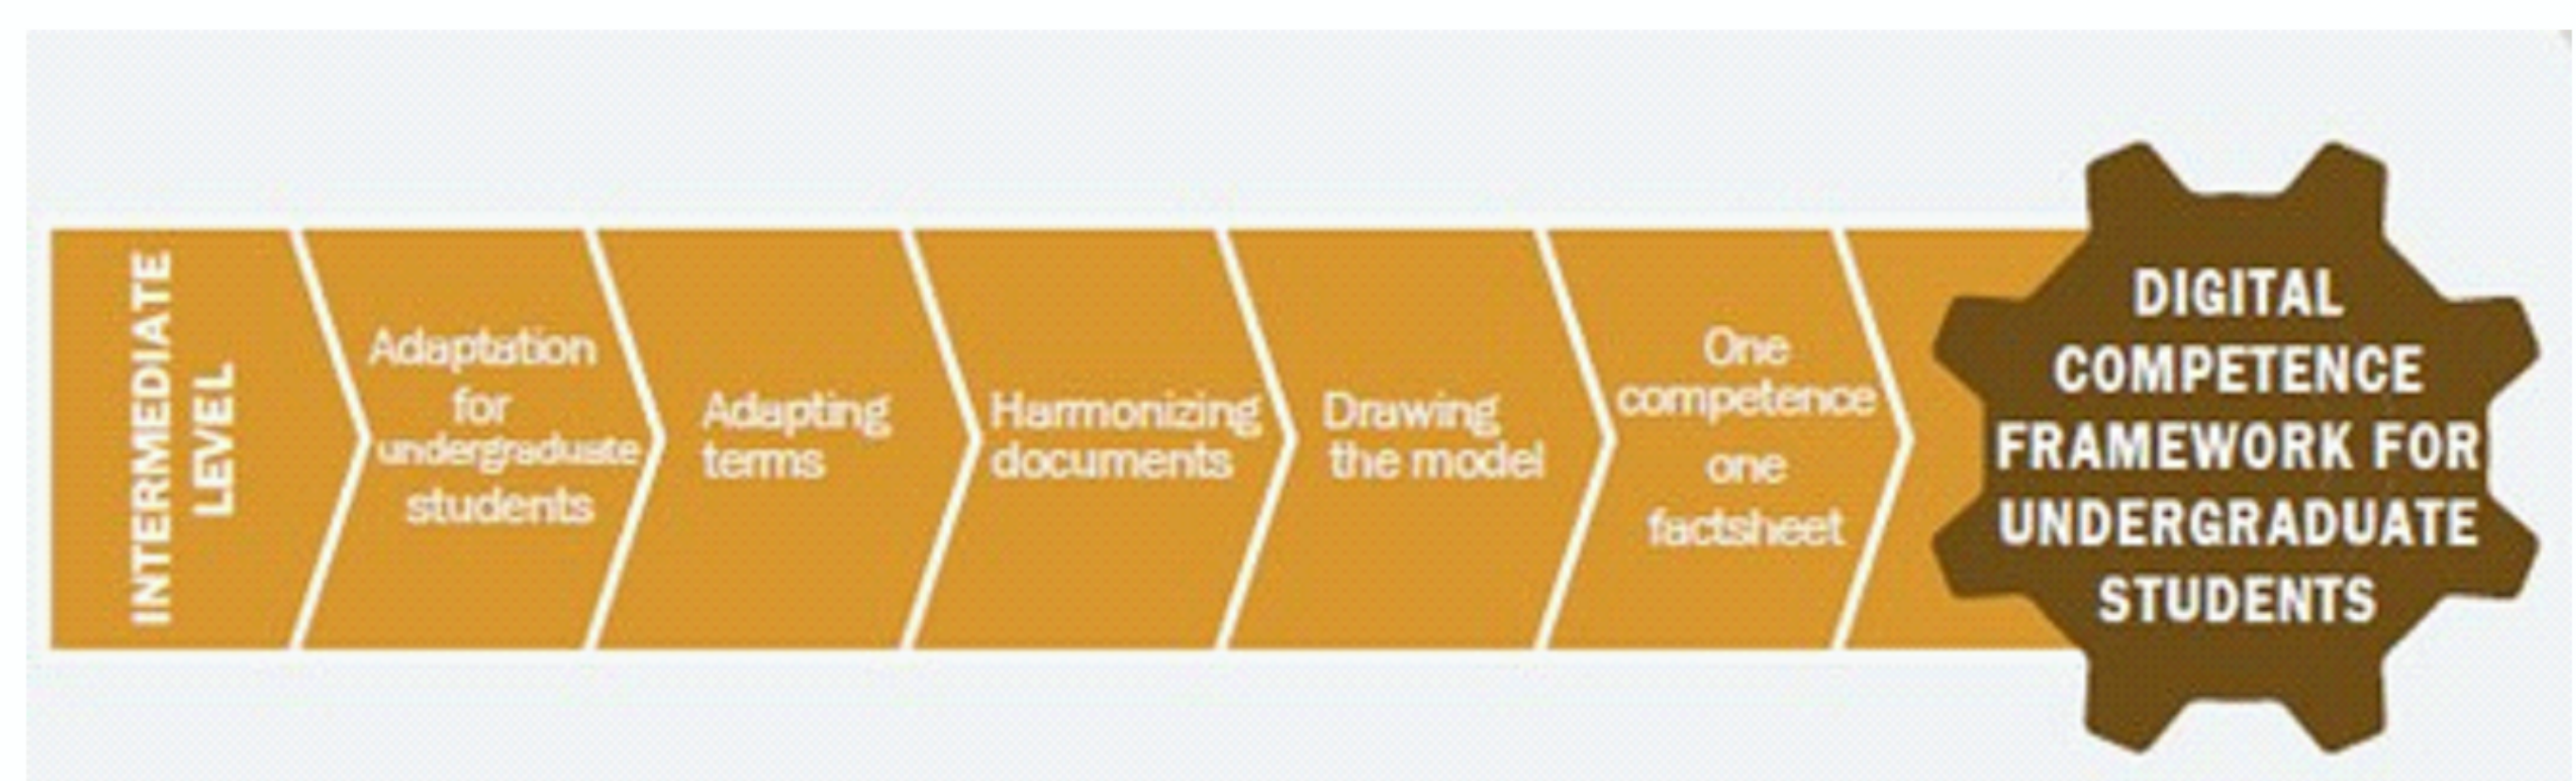 INTERMEDIATE
LEVEL
Adaptation
for
undergraduate
students
Adapting
terms
Harmonizing
documents
Drawing
the model
One
competence
one
factsheet
DIGITAL
COMPETENCE
FRAMEWORK FOR
UNDERGRADUATE
STUDENTS